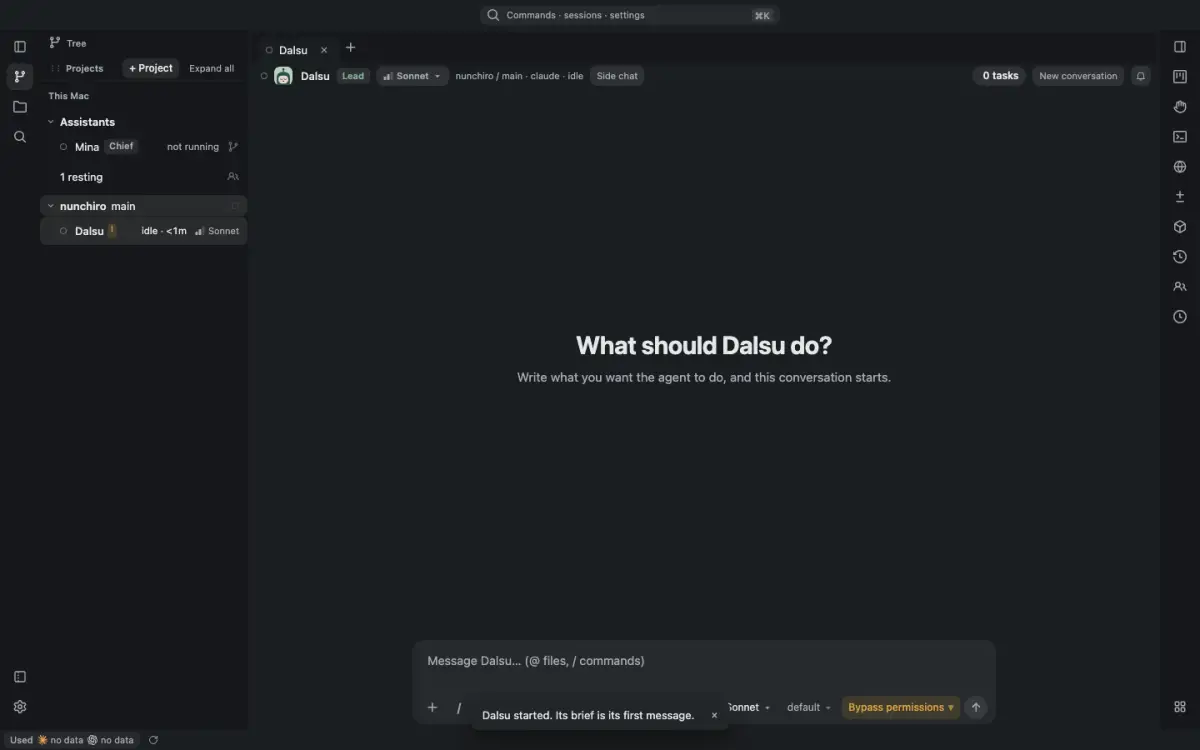 Commands · sessions · settings ⌘K
Tree
Projects + Project Expand all
This Mac
Assistants
Mina Chief not running
1 resting
nunchiro main
Dalsu ! idle · <1m Sonnet
Dalsu × +
Dalsu Lead Sonnet nunchiro / main · claude · idle Side chat 0 tasks New conversation
What should Dalsu do?
Write what you want the agent to do, and this conversation starts.
Message Dalsu... (@ files, / commands)
+ / Sonnet default Bypass permissions
Dalsu started. Its brief is its first message. ×
Used no data no data